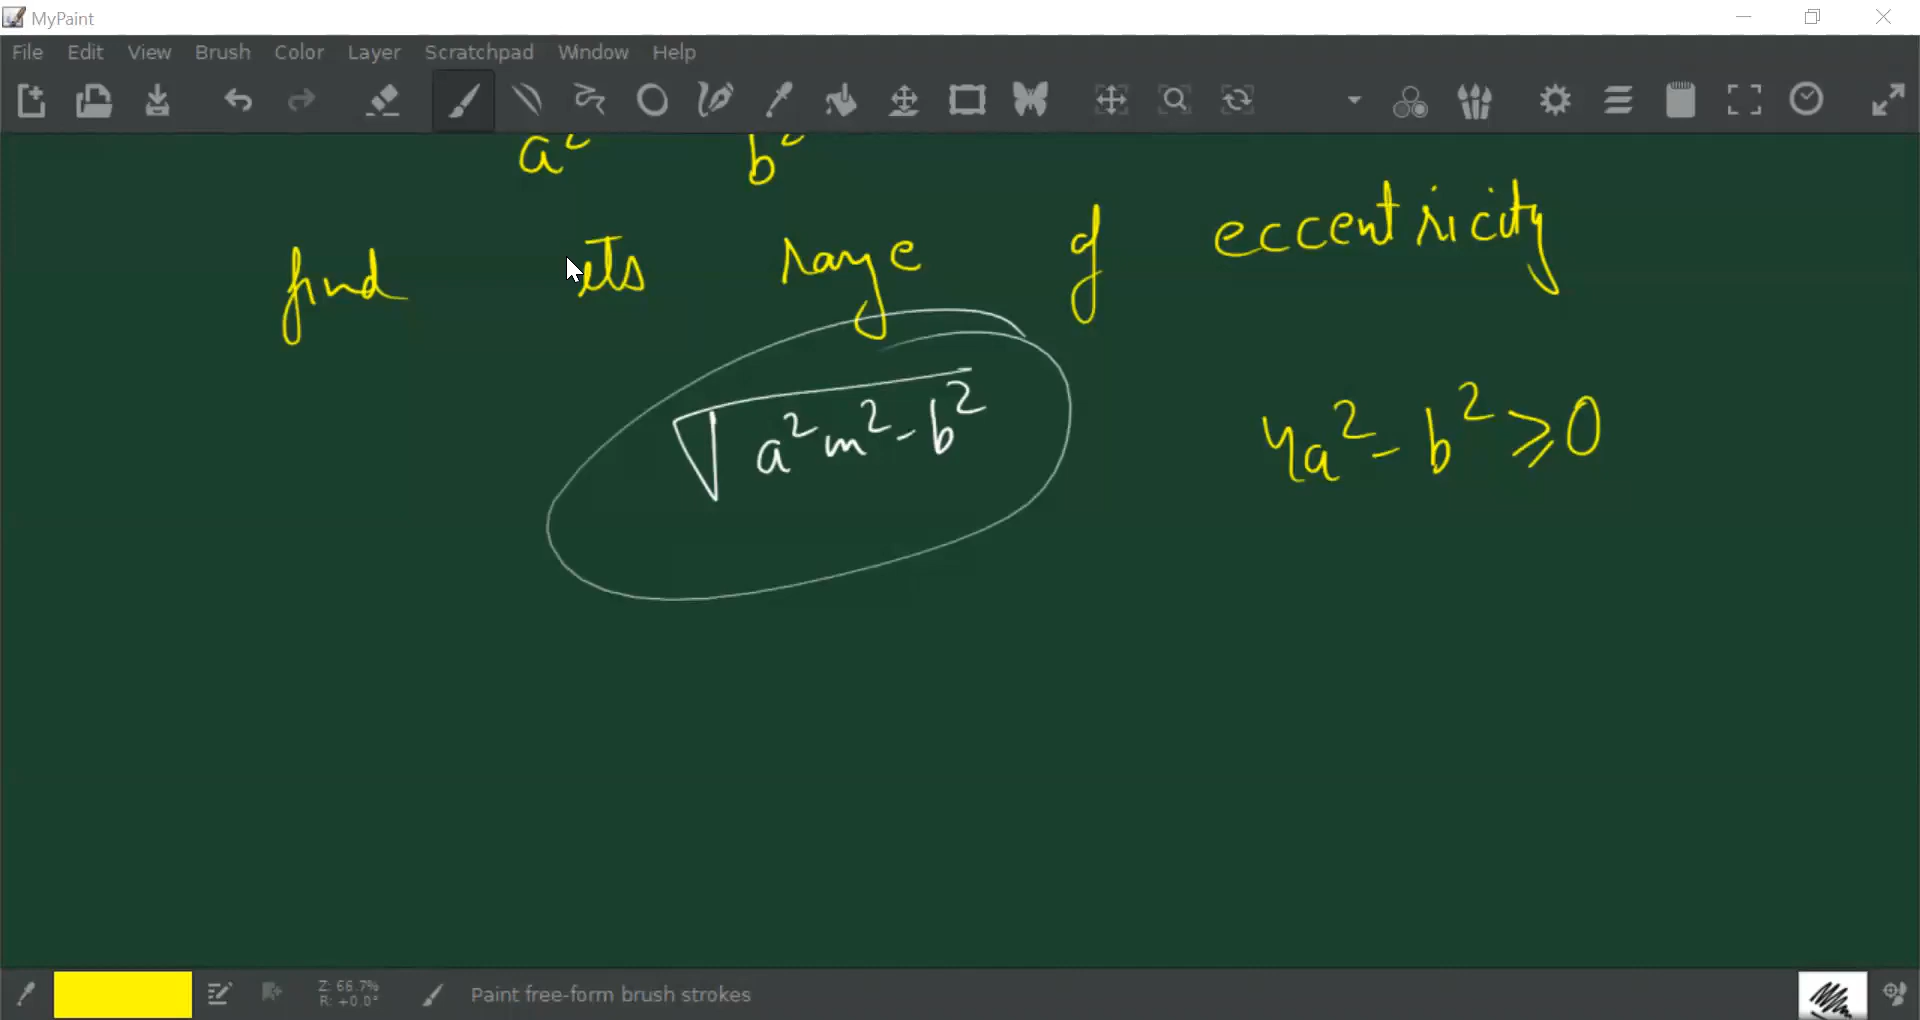 MyPaint
File Edit View Brush Color Layer Scratchpad Window Help
a² b²
find its range of eccentricity
√a²m²-b²
4a²-b²⩾0
Z: 66.7%
R: +0.0°
Paint free-form brush strokes